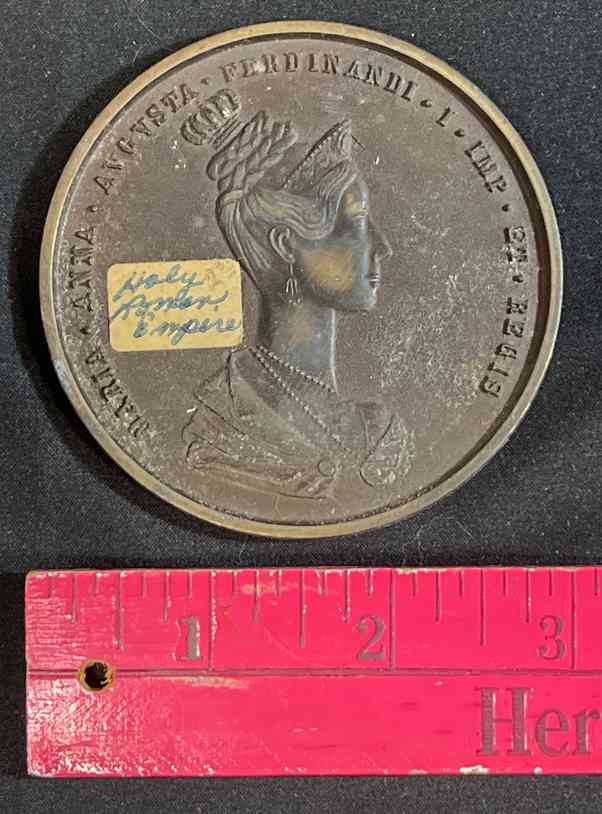 MARIA · ANNA · AVGVSTA · FERDINANDI · I · IMP · ET · REGIS
Holy
Roman
Empire
1 2 3
Her